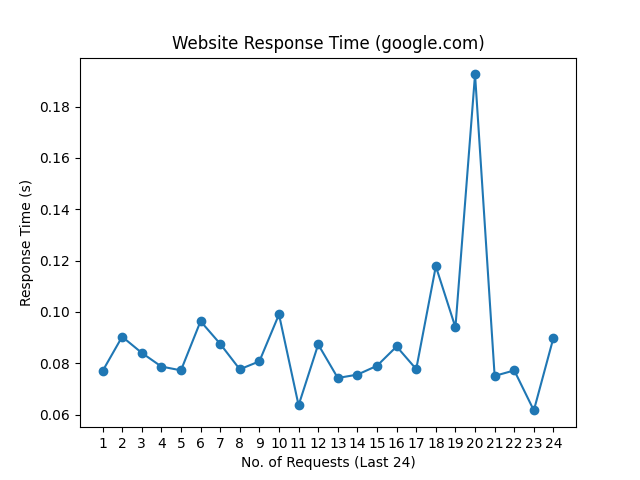 Website Response Time (google.com)
0.18
0.16
0.14
0.12
0.10
0.08
0.06
Response Time (s)
1 2 3 4 5 6 7 8 9 10 11 12 13 14 15 16 17 18 19 20 21 22 23 24
No. of Requests (Last 24)